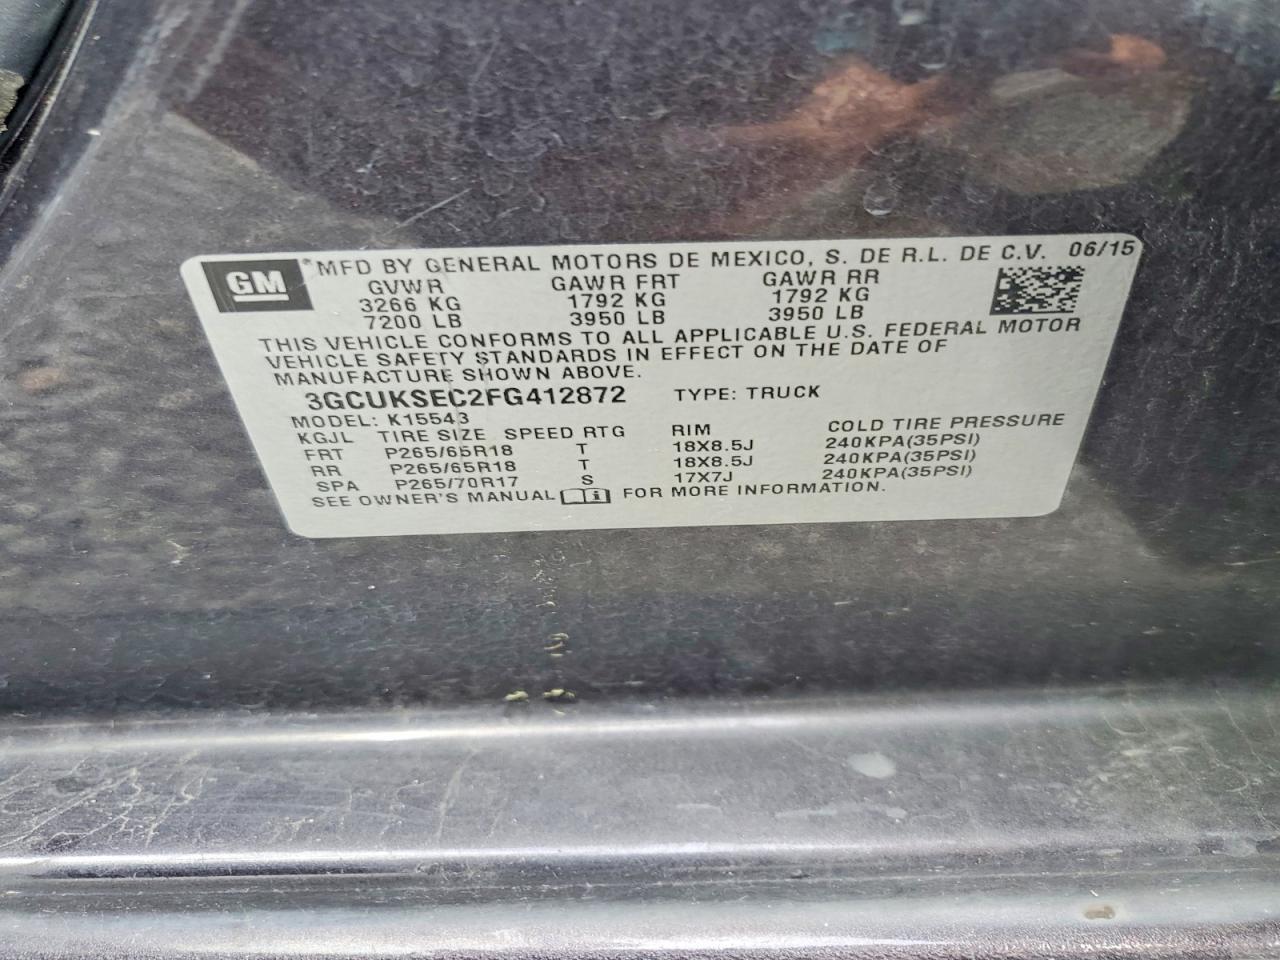 GM ® MFD BY GENERAL MOTORS DE MEXICO, S. DE R.L. DE C.V. 06/15
GVWR GAWR FRT GAWR RR
3266 KG 1792 KG 1792 KG
7200 LB 3950 LB 3950 LB
THIS VEHICLE CONFORMS TO ALL APPLICABLE U.S. FEDERAL MOTOR
VEHICLE SAFETY STANDARDS IN EFFECT ON THE DATE OF
MANUFACTURE SHOWN ABOVE.
3GCUKSEC2FG412872 TYPE: TRUCK
MODEL: K15543
KGJL TIRE SIZE SPEED RTG RIM COLD TIRE PRESSURE
FRT P265/65R18 T 18X8.5J 240KPA(35PSI)
RR P265/65R18 T 18X8.5J 240KPA(35PSI)
SPA P265/70R17 S 17X7J 240KPA(35PSI)
SEE OWNER'S MANUAL FOR MORE INFORMATION.